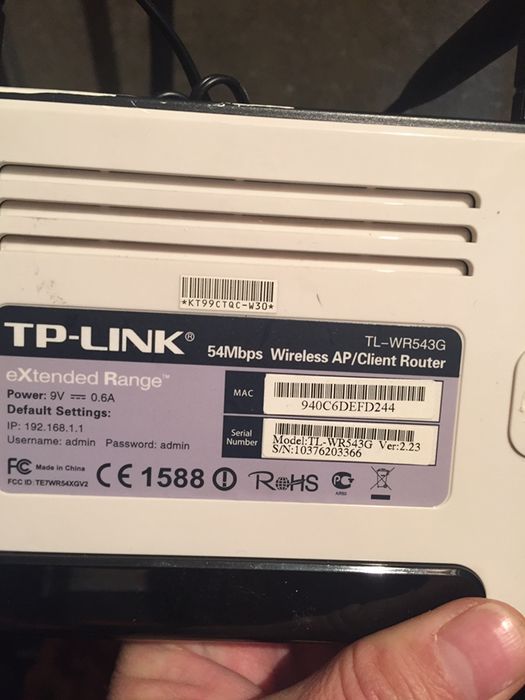 *KT99CTQC-W30*
TP-LINK®
TL-WR543G
54Mbps Wireless AP/Client Router
eXtended Range™
Power: 9V ⎓ 0.6A
Default Settings:
IP: 192.168.1.1
Username: admin Password: admin
MAC
940C6DEFD244
Serial Number
Model:TL-WR543G Ver:2.23
S/N:10376203366
FC Made in China
FCC ID: TE7WR54XGV2
CE 1588
RoHS